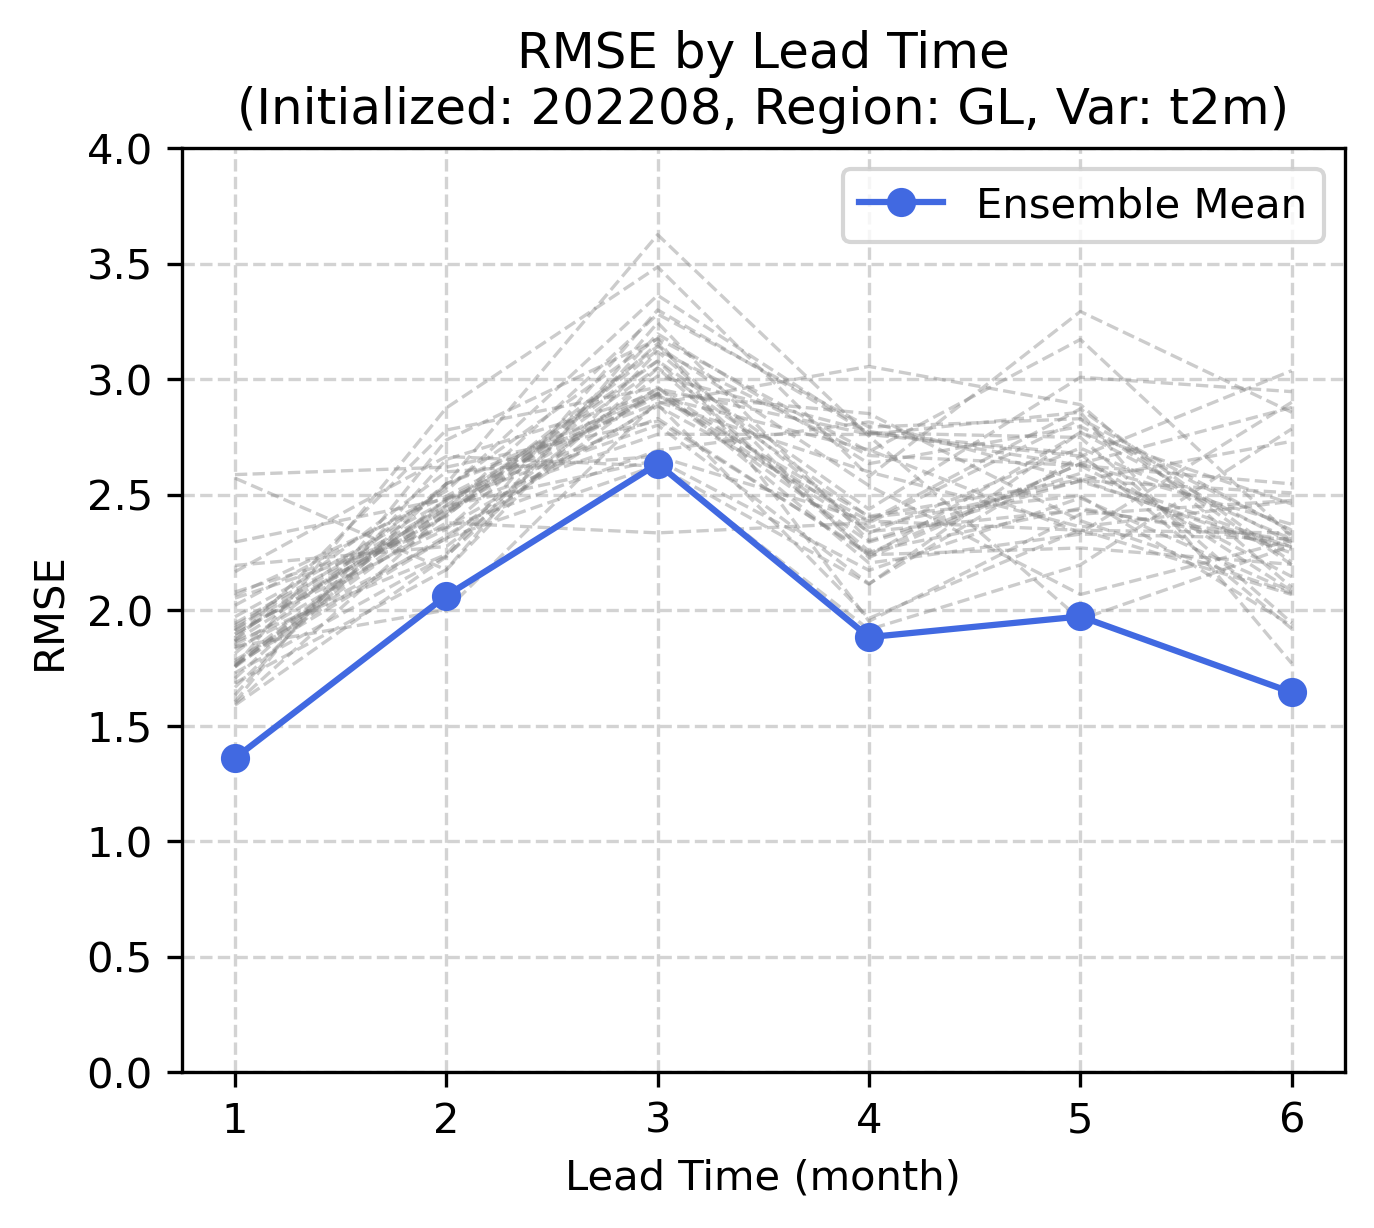 RMSE by Lead Time
(Initialized: 202208, Region: GL, Var: t2m)
Ensemble Mean
RMSE
4.0
3.5
3.0
2.5
2.0
1.5
1.0
0.5
0.0
1 2 3 4 5 6
Lead Time (month)